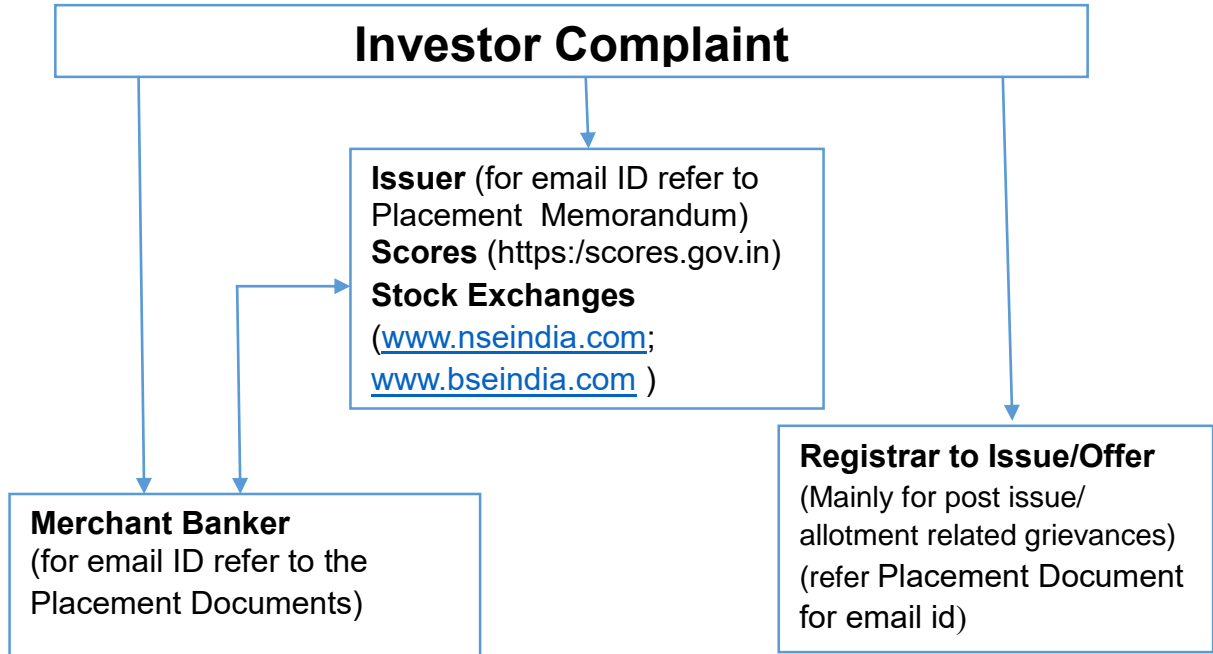 Investor Complaint
Issuer (for email ID refer to
Placement Memorandum)
Scores (https:/scores.gov.in)
Stock Exchanges
(www.nseindia.com;
www.bseindia.com )
Registrar to Issue/Offer
(Mainly for post issue/
allotment related grievances)
(refer Placement Document
for email id)
Merchant Banker
(for email ID refer to the
Placement Documents)